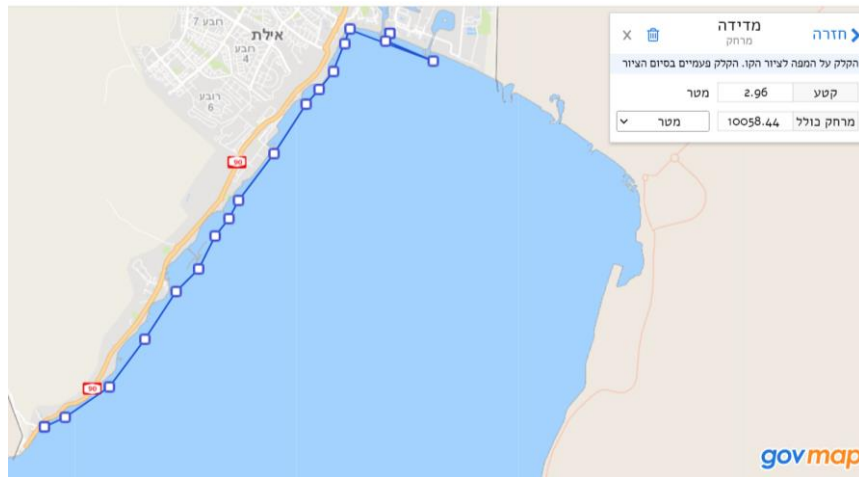 רובע 7
אילת
רובע
4
רובע
6
90
90
חזרה
מדידה
מרחק
X
הקלק על המפה לציור הקו. הקלק פעמיים בסיום הציור
קטע 2.96 מטר
מרחק כולל 10058.44 מטר
govmap